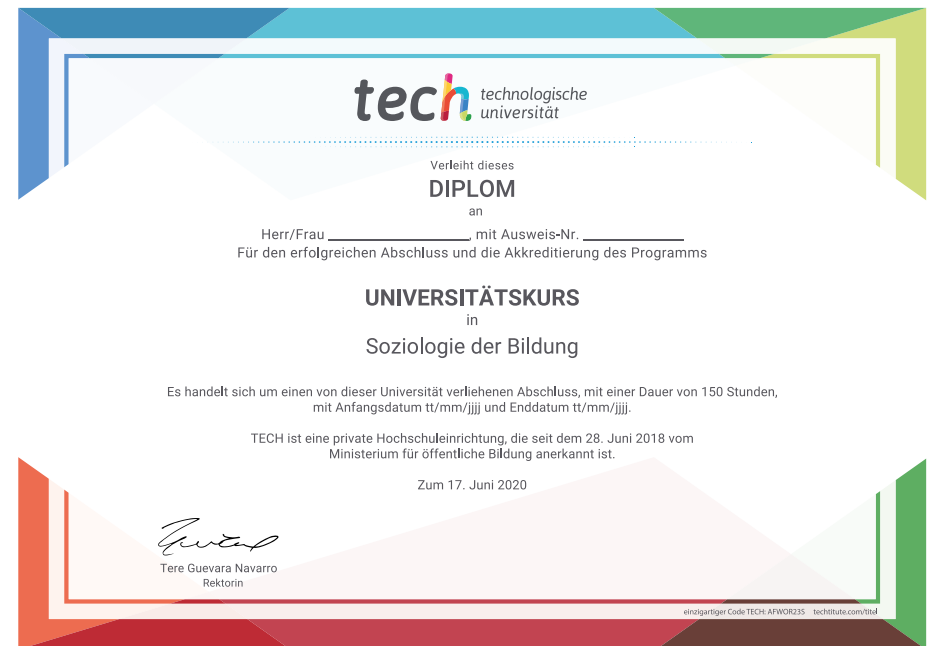 tech technologische
universität
Verleiht dieses
DIPLOM
an
Herr/Frau ____________________, mit Ausweis-Nr. ______________
Für den erfolgreichen Abschluss und die Akkreditierung des Programms
UNIVERSITÄTSKURS
in
Soziologie der Bildung
Es handelt sich um einen von dieser Universität verliehenen Abschluss, mit einer Dauer von 150 Stunden,
mit Anfangsdatum tt/mm/jjjj und Enddatum tt/mm/jjjj.
TECH ist eine private Hochschuleinrichtung, die seit dem 28. Juni 2018 vom
Ministerium für öffentliche Bildung anerkannt ist.
Zum 17. Juni 2020
Tere Guevara Navarro
Rektorin
einzigartiger Code TECH: AFWOR23S techtitute.com/titel